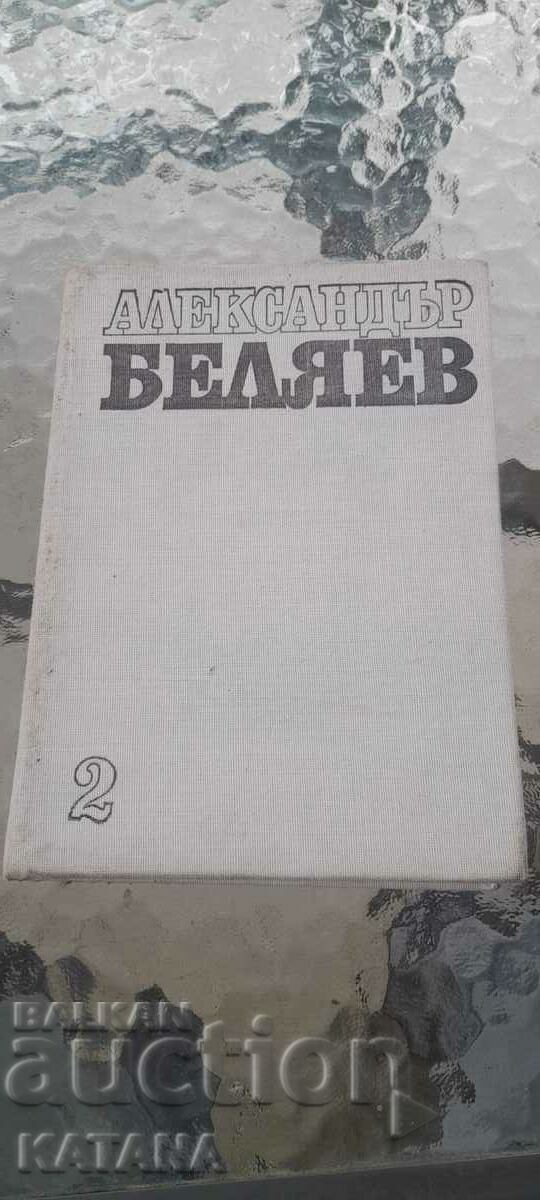 АЛЕКСАНДЪР
БЕЛЯЕВ
2
BALKAN
auction
KATANA